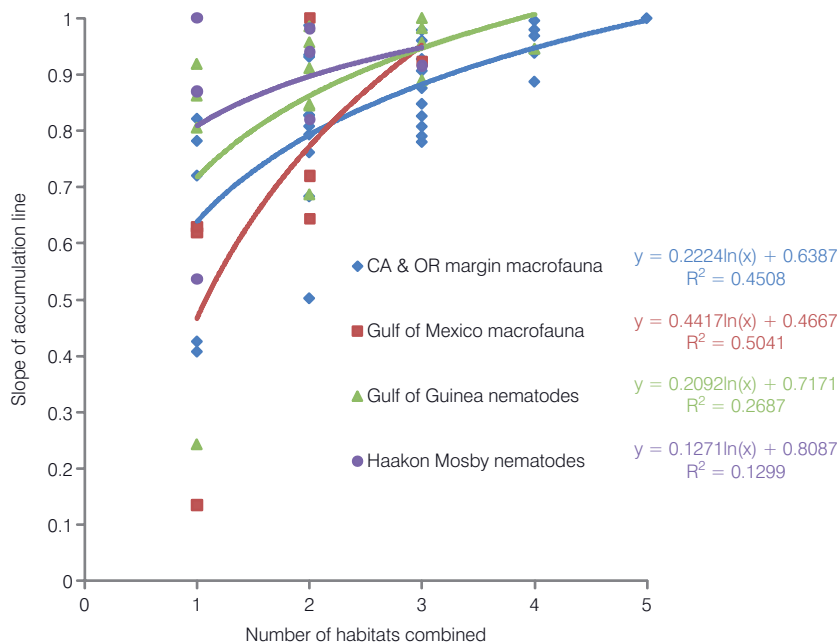 1
0.9
0.8
0.7
0.6
0.5
0.4
0.3
0.2
0.1
0
0 1 2 3 4 5
Slope of accumulation line
Number of habitats combined
CA & OR margin macrofauna
y = 0.2224ln(x) + 0.6387
R² = 0.4508
Gulf of Mexico macrofauna
y = 0.4417ln(x) + 0.4667
R² = 0.5041
Gulf of Guinea nematodes
y = 0.2092ln(x) + 0.7171
R² = 0.2687
Haakon Mosby nematodes
y = 0.1271ln(x) + 0.8087
R² = 0.1299